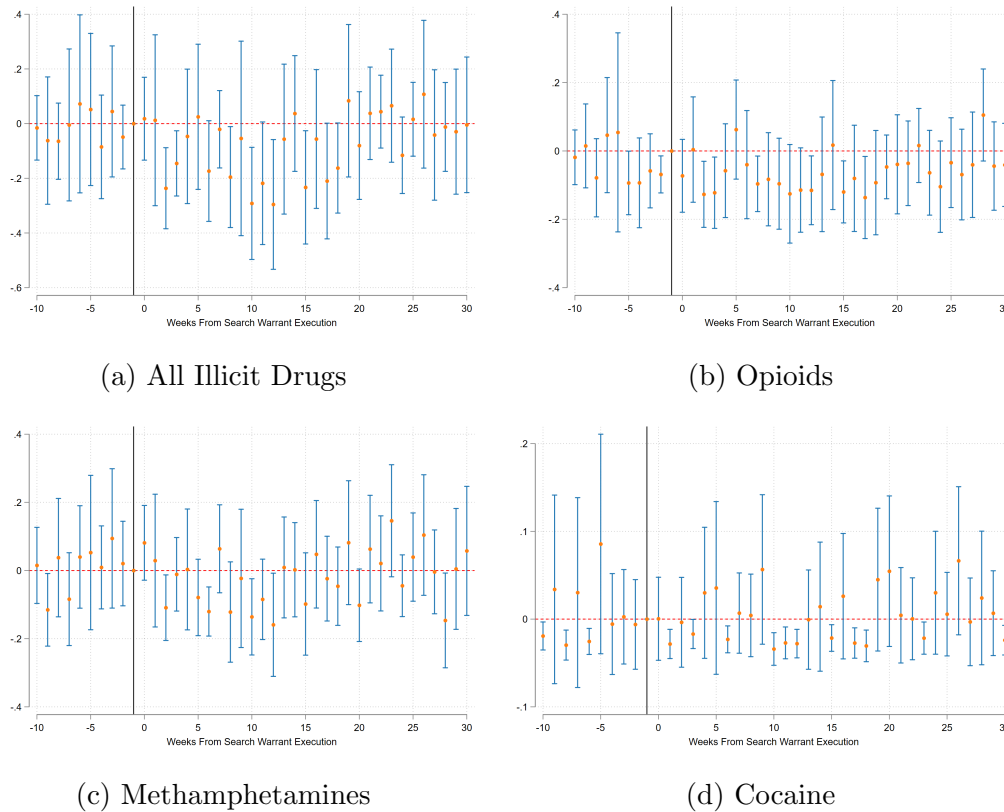 .4
.2
0
-.2
-.4
-.6
-10 -5 0 5 10 15 20 25 30
Weeks From Search Warrant Execution
(a) All Illicit Drugs
.4
.2
0
-.2
-.4
-10 -5 0 5 10 15 20 25 30
Weeks From Search Warrant Execution
(b) Opioids
.4
.2
0
-.2
-.4
-10 -5 0 5 10 15 20 25 30
Weeks From Search Warrant Execution
(c) Methamphetamines
.2
.1
0
-.1
-10 -5 0 5 10 15 20 25 30
Weeks From Search Warrant Execution
(d) Cocaine